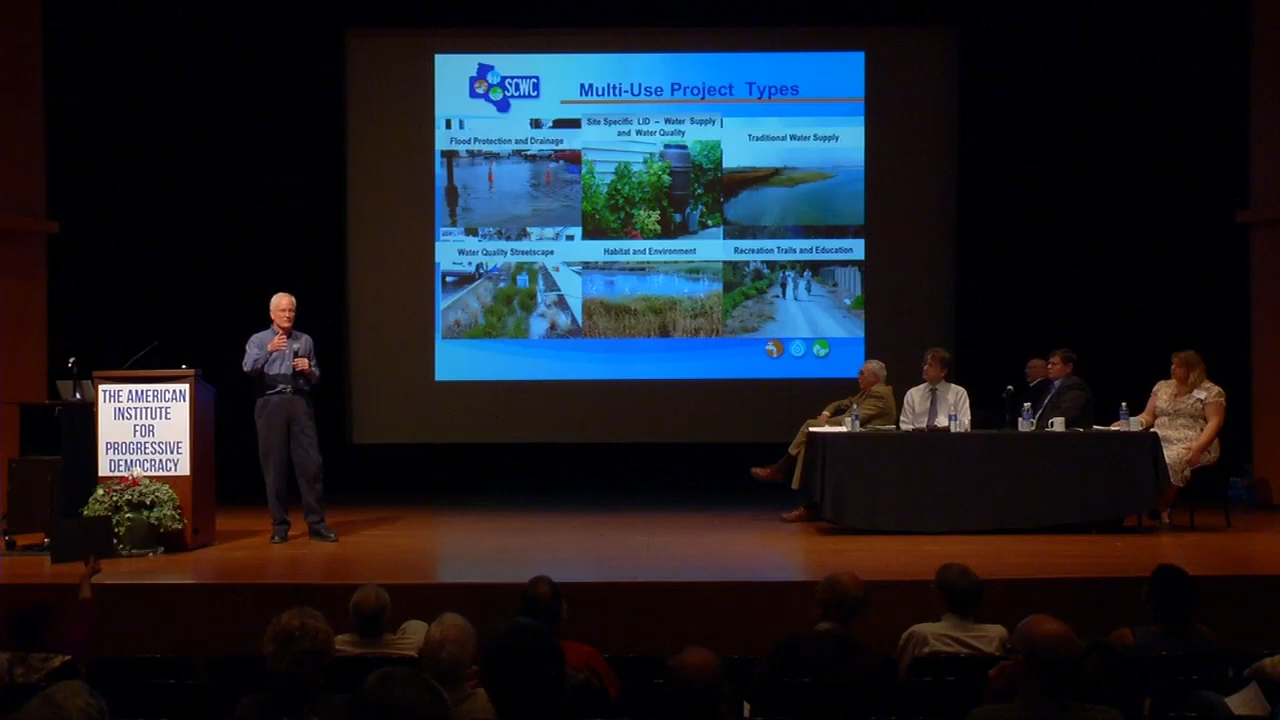 SCWC
Multi-Use Project Types
Flood Protection and Drainage
Site Specific LID – Water Supply
and Water Quality
Traditional Water Supply
Water Quality Streetscape
Habitat and Environment
Recreation Trails and Education
THE AMERICAN
INSTITUTE
FOR
PROGRESSIVE
DEMOCRACY